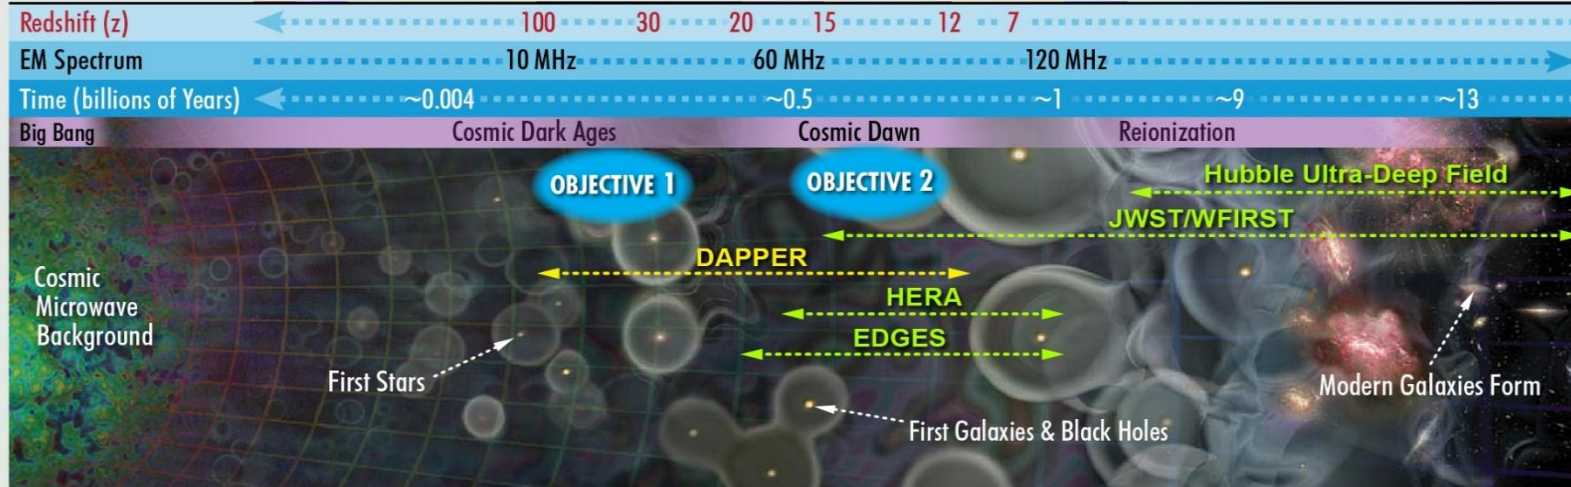 Redshift (z) 100 30 20 15 12 7
EM Spectrum 10 MHz 60 MHz 120 MHz
Time (billions of Years) ~0.004 ~0.5 ~1 ~9 ~13
Big Bang Cosmic Dark Ages Cosmic Dawn Reionization
OBJECTIVE 1 OBJECTIVE 2 Hubble Ultra-Deep Field
JWST/WFIRST
DAPPER
Cosmic
Microwave
Background
HERA
EDGES
First Stars
Modern Galaxies Form
First Galaxies & Black Holes